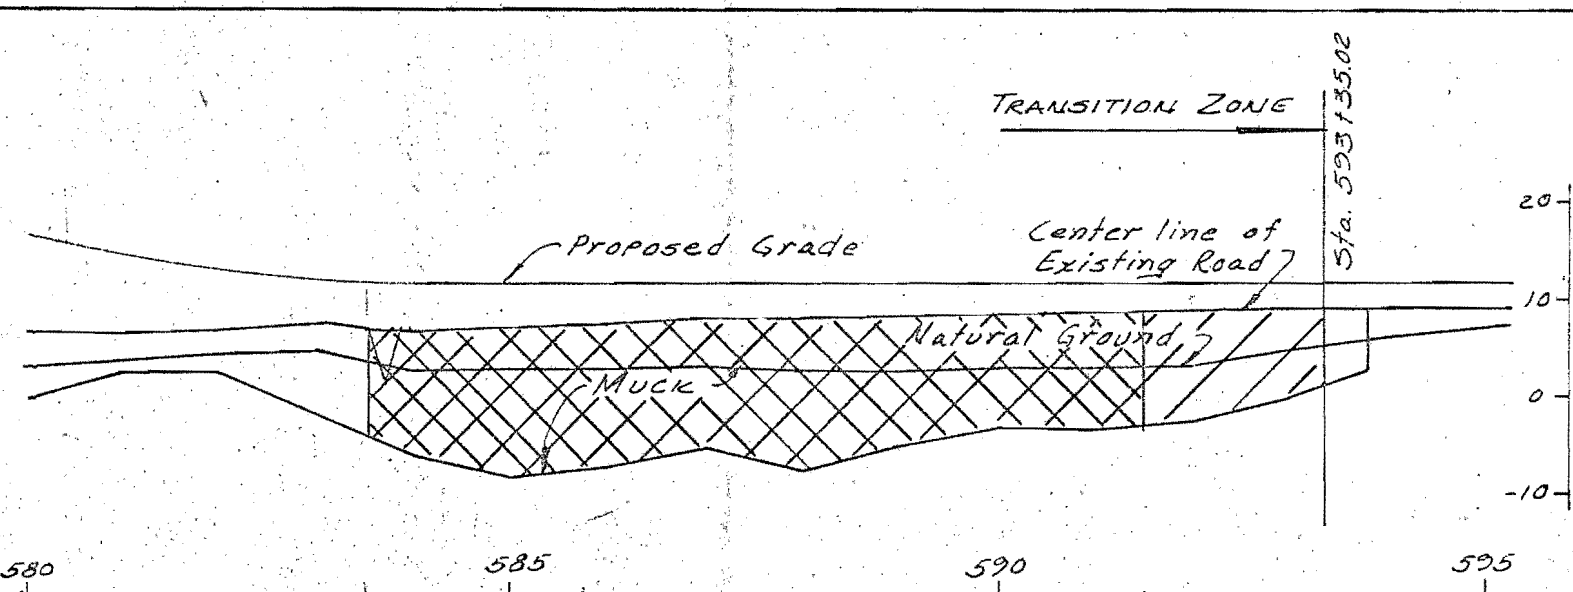 TRANSITION ZONE
Sta. 593+35.02
20
Proposed Grade
Center line of
Existing Road
10
Natural Ground
Muck
0
-10
580
585
590
595